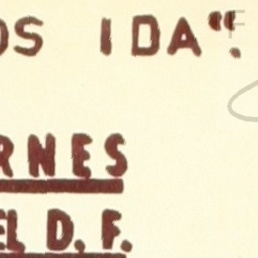 OS IDA".
RNES
EL D.F.